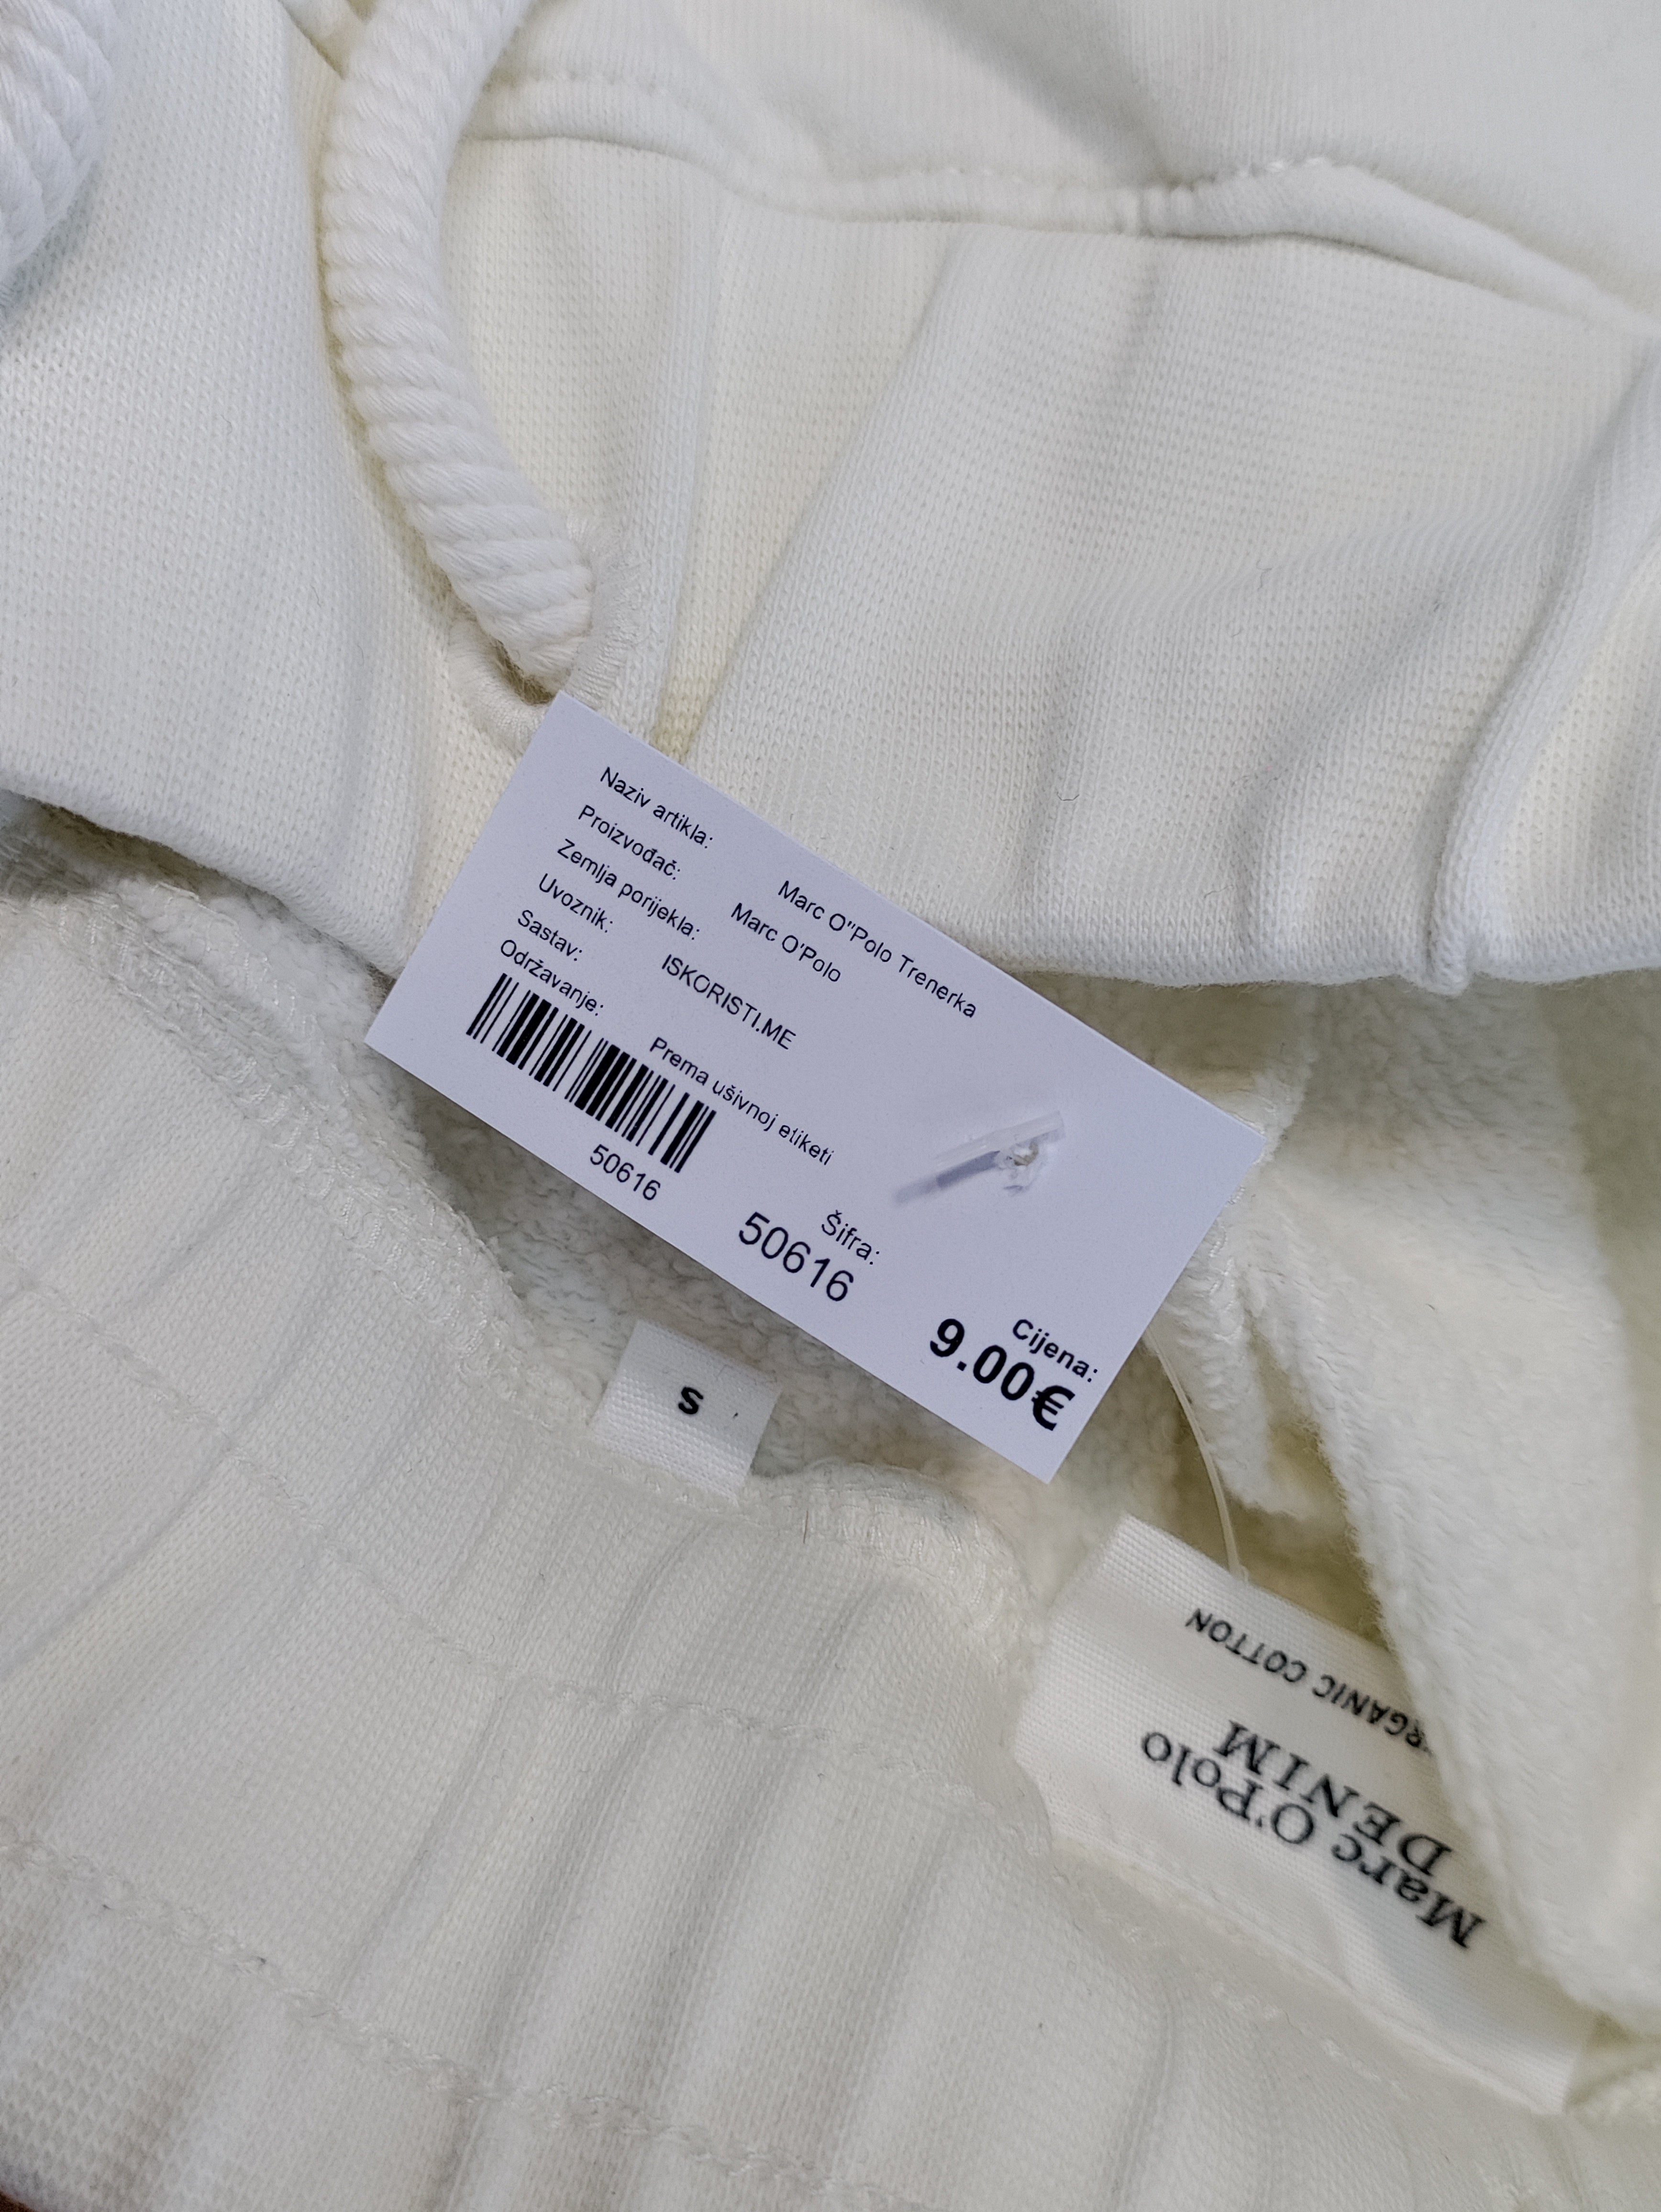 Naziv artikla: Marc O"Polo Trenerka
Proizvođač: Marc O'Polo
Zemlja porijekla:
Uvoznik: ISKORISTI.ME
Sastav:
Održavanje: Prema ušivnoj etiketi
50616
Šifra:
50616
Cijena:
9.00€
S
Marc O'Polo
DENIM
RGANIC COTTON